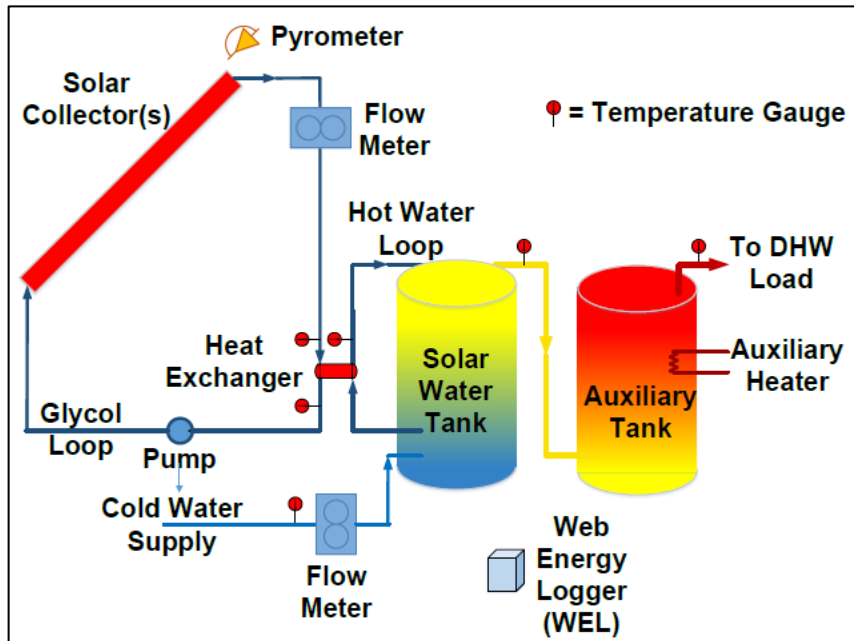 Pyrometer
Solar
Collector(s)
Flow
Meter
= Temperature Gauge
Hot Water
Loop
To DHW
Load
Heat
Exchanger
Solar
Water
Tank
Auxiliary
Heater
Auxiliary
Tank
Glycol
Loop
Pump
Cold Water
Supply
Flow
Meter
Web
Energy
Logger
(WEL)